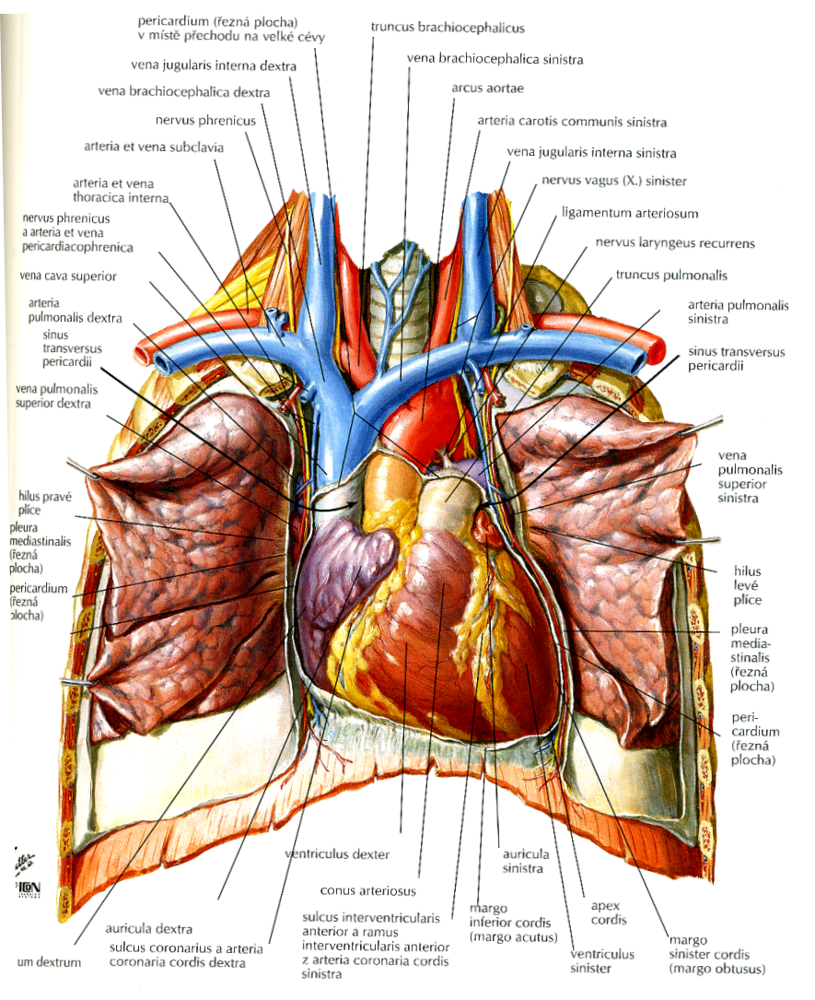 pericardium (řezná plocha)
v místě přechodu na velké cévy
vena jugularis interna dextra
vena brachiocephalica dextra
nervus phrenicus
arteria et vena subclavia
arteria et vena
thoracica interna
nervus phrenicus
a arteria et vena
pericardiacophrenica
vena cava superior
arteria
pulmonalis dextra
sinus
transversus
pericardii
vena pulmonalis
superior dextra
hilus pravé
plíce
pleura
mediastinalis
(řezná
plocha)
pericardium
(řezná
plocha)
truncus brachiocephalicus
vena brachiocephalica sinistra
arcus aortae
arteria carotis communis sinistra
vena jugularis interna sinistra
nervus vagus (X.) sinister
ligamentum arteriosum
nervus laryngeus recurrens
truncus pulmonalis
arteria pulmonalis
sinistra
sinus transversus
pericardii
vena
pulmonalis
superior
sinistra
hilus
levé
plíce
pleura
media-
stinalis
(řezná
plocha)
peri-
cardium
(řezná
plocha)
um dextrum
auricula dextra
sulcus coronarius a arteria
coronaria cordis dextra
ventriculus dexter
conus arteriosus
sulcus interventricularis
anterior a ramus
interventricularis anterior
z arteria coronaria cordis
sinistra
auricula
sinistra
margo
inferior cordis
(margo acutus)
apex
cordis
ventriculus
sinister
margo
sinister cordis
(margo obtusus)
ICON